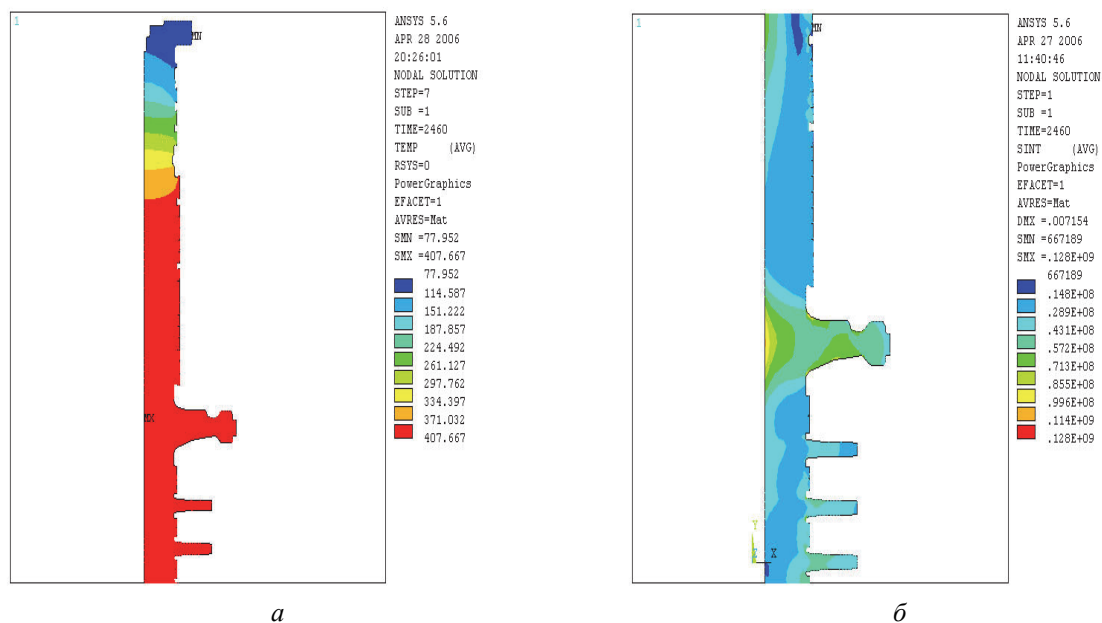 1
MN
MX
ANSYS 5.6
APR 28 2006
20:26:01
NODAL SOLUTION
STEP=7
SUB =1
TIME=2460
TEMP (AVG)
RSYS=0
PowerGraphics
EFACET=1
AVRES=Mat
SMN =77.952
SMX =407.667
77.952
114.587
151.222
187.857
224.492
261.127
297.762
334.397
371.032
407.667
а
1
MN
Y
Z X
ANSYS 5.6
APR 27 2006
11:40:46
NODAL SOLUTION
STEP=1
SUB =1
TIME=2460
SINT (AVG)
PowerGraphics
EFACET=1
AVRES=Mat
DMX =.007154
SMN =667189
SMX =.128E+09
667189
.148E+08
.289E+08
.431E+08
.572E+08
.713E+08
.855E+08
.996E+08
.114E+09
.128E+09
б